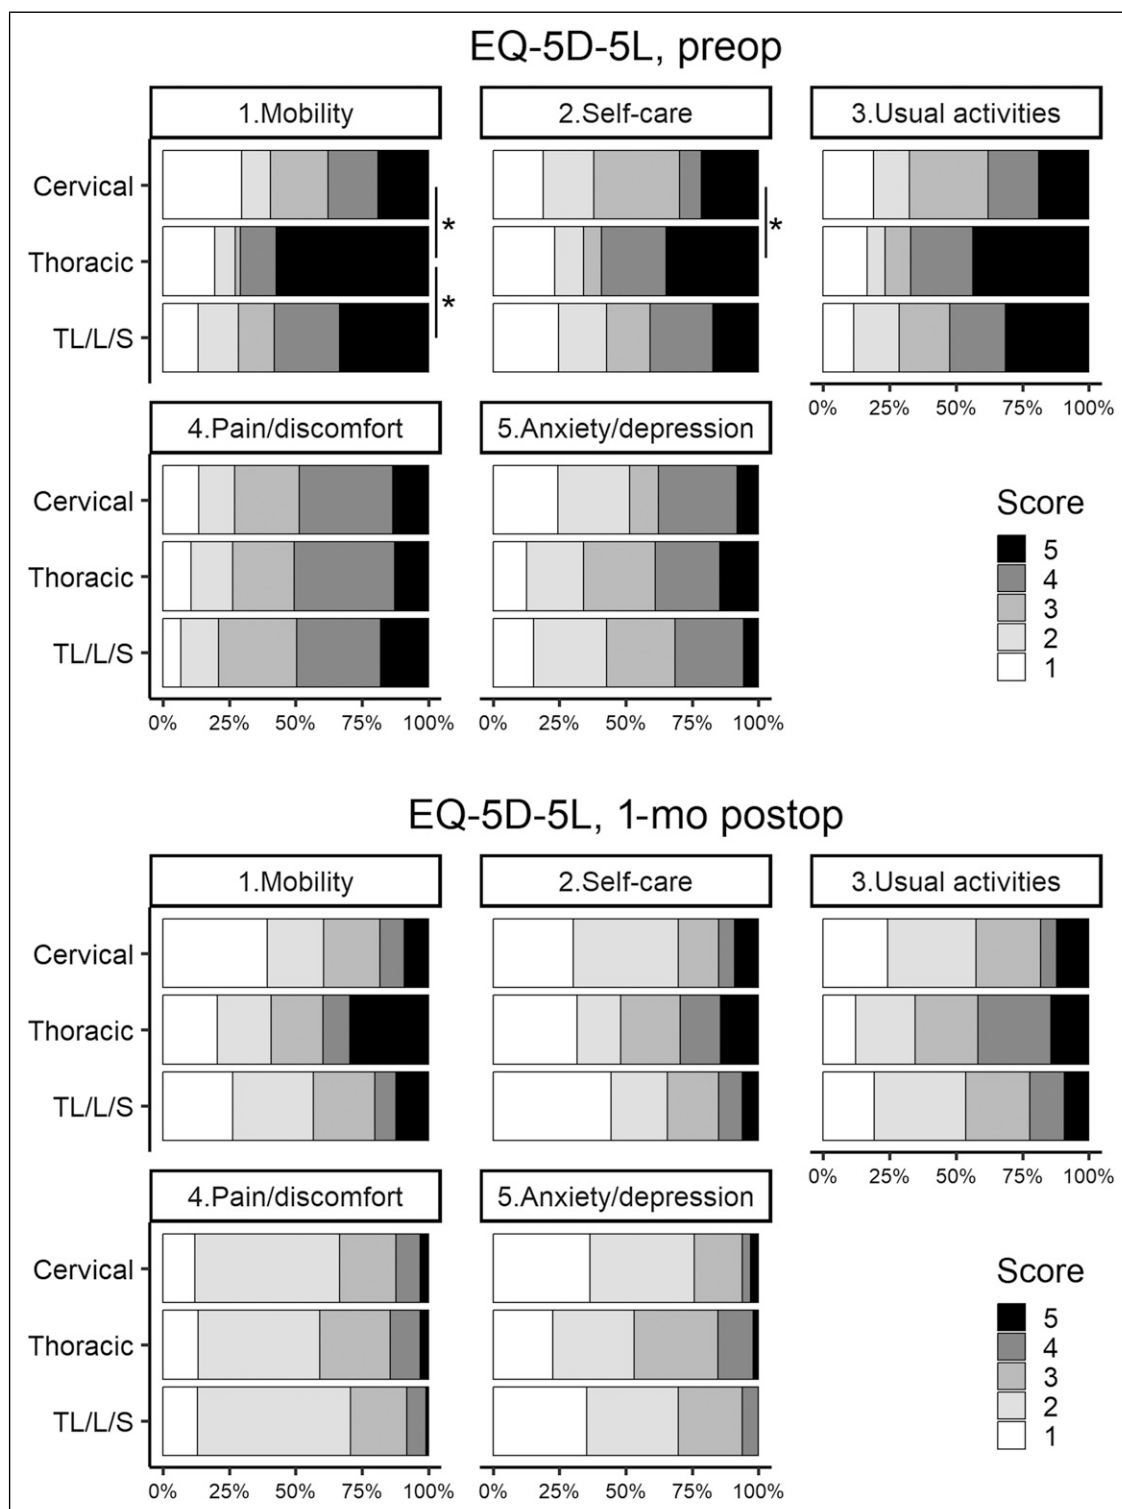 EQ-5D-5L, preop
1.Mobility
2.Self-care
3.Usual activities
Cervical
Thoracic
TL/L/S
*
*
*
0% 25% 50% 75% 100%
4.Pain/discomfort
5.Anxiety/depression
Cervical
Thoracic
TL/L/S
0% 25% 50% 75% 100%
0% 25% 50% 75% 100%
Score
5
4
3
2
1
EQ-5D-5L, 1-mo postop
1.Mobility
2.Self-care
3.Usual activities
Cervical
Thoracic
TL/L/S
0% 25% 50% 75% 100%
4.Pain/discomfort
5.Anxiety/depression
Cervical
Thoracic
TL/L/S
0% 25% 50% 75% 100%
0% 25% 50% 75% 100%
Score
5
4
3
2
1